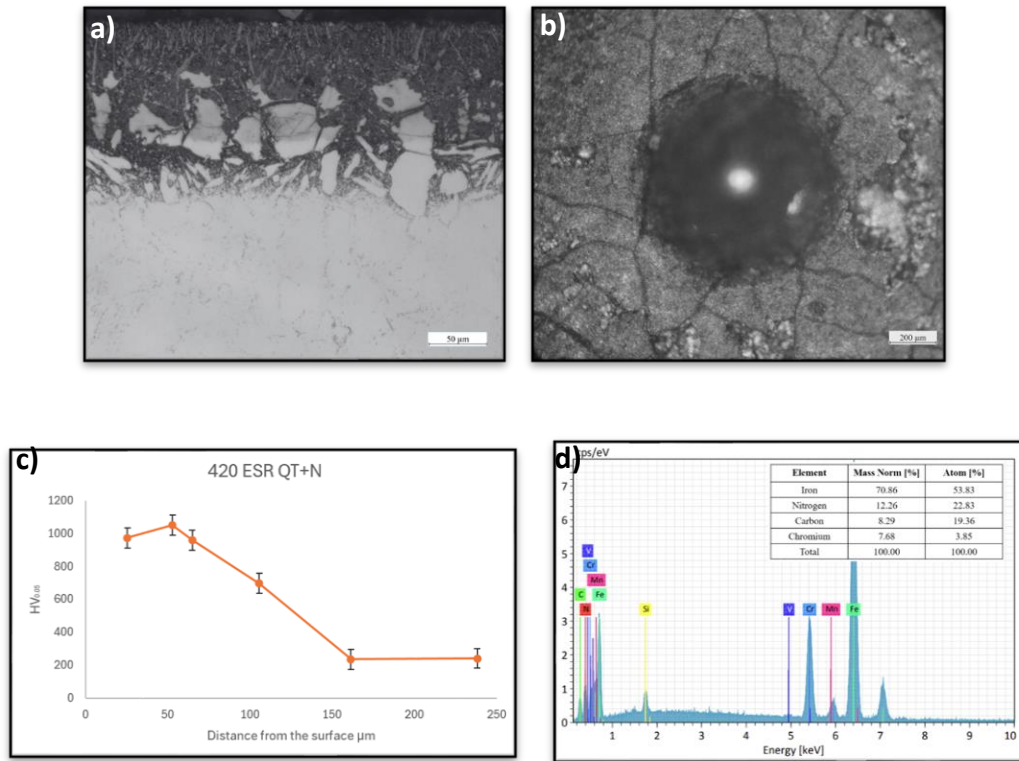 a)
50 µm
b)
200 µm
c)
420 ESR QT+N
HV0.05
1200
1000
800
600
400
200
0
0 50 100 150 200 250
Distance from the surface µm
d)
cps/eV
7
6
5
4
3
2
1
0
Element Mass Norm [%] Atom [%]
Iron 70.86 53.83
Nitrogen 12.26 22.83
Carbon 8.29 19.36
Chromium 7.68 3.85
Total 100.00 100.00
V
Cr
Mn
C Fe
N Si V Cr Mn Fe
1 2 3 4 5 6 7 8 9 10
Energy [keV]